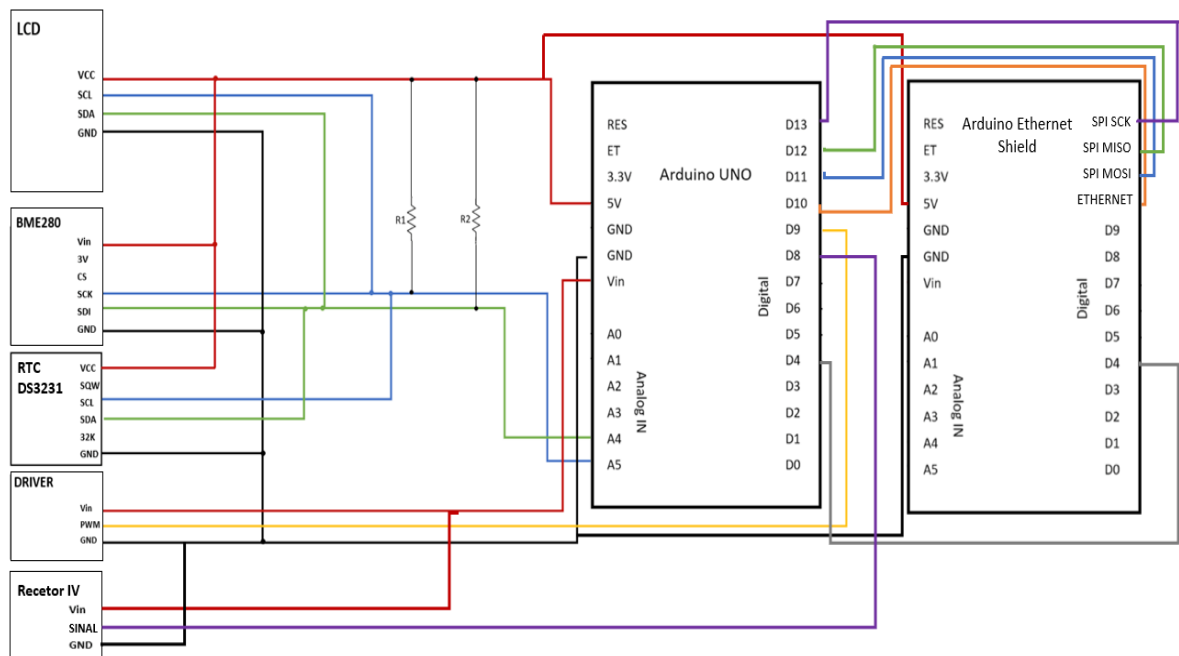 LCD
VCC
SCL
SDA
GND
BME280
Vin
3V
CS
SCK
SDI
GND
RTC
DS3231
VCC
SQW
SCL
SDA
32K
GND
DRIVER
Vin
PWM
GND
Recetor IV
Vin
SINAL
GND
R1
R2
Arduino UNO
RES
ET
3.3V
5V
GND
GND
Vin
A0
A1
A2
A3
A4
A5
Analog IN
D13
D12
D11
D10
D9
D8
D7
D6
D5
D4
D3
D2
D1
D0
Digital
Arduino Ethernet
Shield
RES
ET
3.3V
5V
GND
GND
Vin
A0
A1
A2
A3
A4
A5
Analog IN
SPI SCK
SPI MISO
SPI MOSI
ETHERNET
D9
D8
D7
D6
D5
D4
D3
D2
D1
D0
Digital